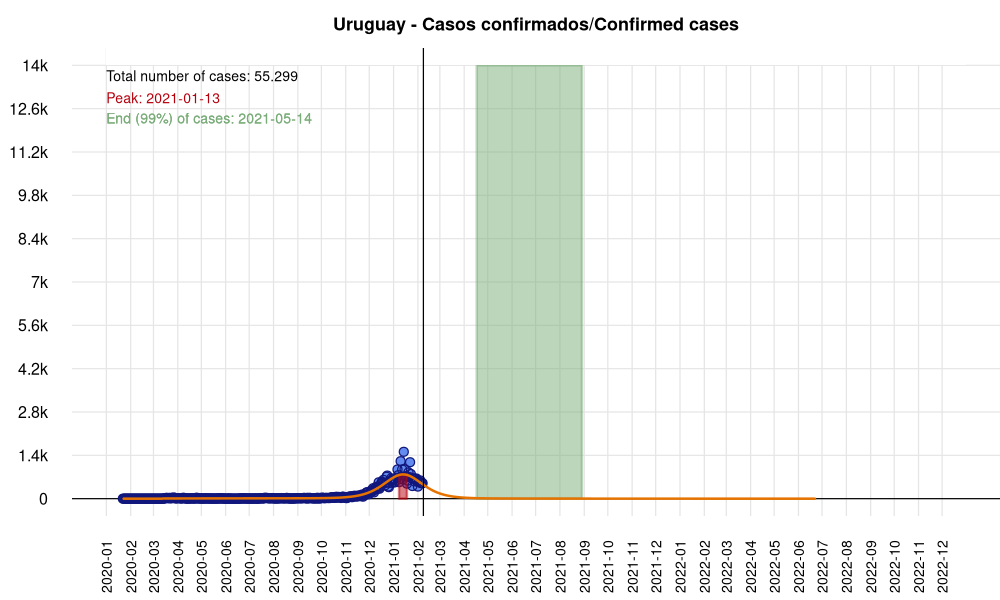 Uruguay - Casos confirmados/Confirmed cases
Total number of cases: 55.299
Peak: 2021-01-13
End (99%) of cases: 2021-05-14
14k
12.6k
11.2k
9.8k
8.4k
7k
5.6k
4.2k
2.8k
1.4k
0
2020-01
2020-02
2020-03
2020-04
2020-05
2020-06
2020-07
2020-08
2020-09
2020-10
2020-11
2020-12
2021-01
2021-02
2021-03
2021-04
2021-05
2021-06
2021-07
2021-08
2021-09
2021-10
2021-11
2021-12
2022-01
2022-02
2022-03
2022-04
2022-05
2022-06
2022-07
2022-08
2022-09
2022-10
2022-11
2022-12